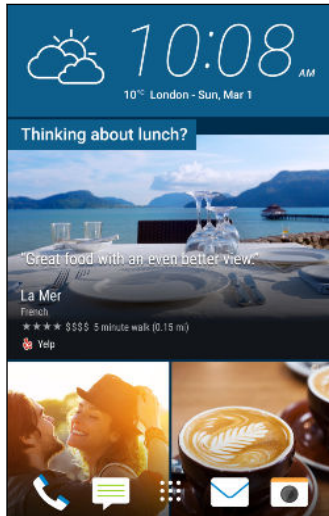 10:08 AM
10°C London - Sun, Mar 1
Thinking about lunch?
"Great food with an even better view."
La Mer
French
★★★★ $$$$ 5 minute walk (0.15 mi)
Yelp